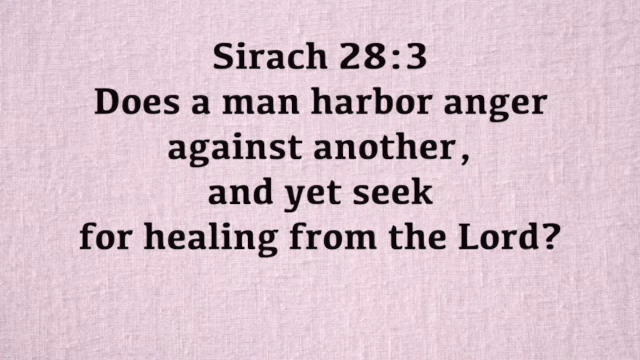 Sirach 28:3
Does a man harbor anger
against another,
and yet seek
for healing from the Lord?